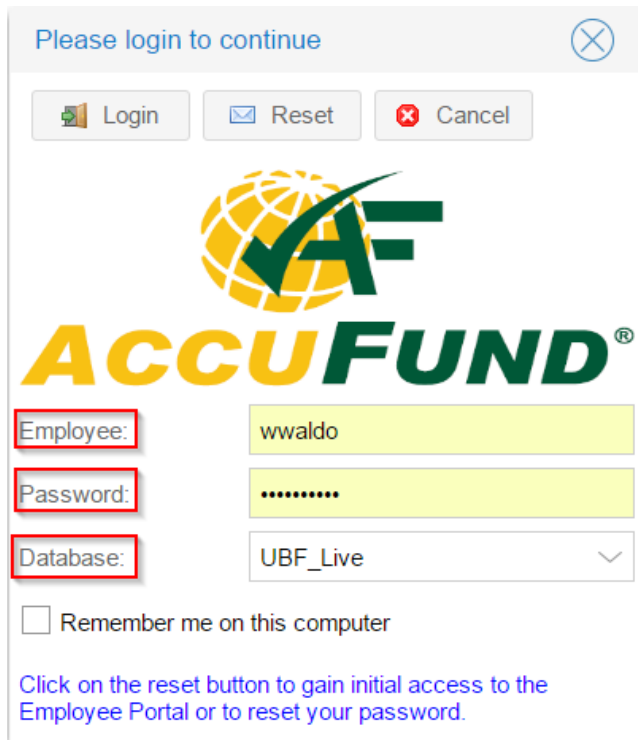 Please login to continue
Login Reset Cancel
AF
ACCUFUND®
Employee: wwaldo
Password: ••••••••••
Database: UBF_Live
Remember me on this computer
Click on the reset button to gain initial access to the
Employee Portal or to reset your password.